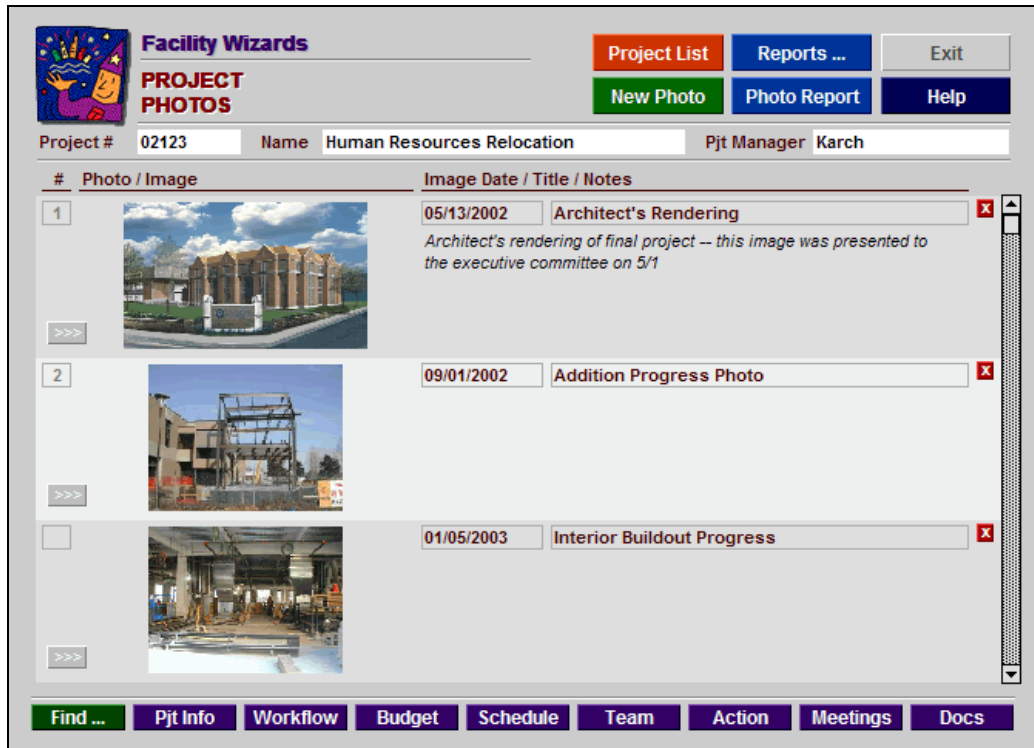 Facility Wizards
PROJECT
PHOTOS
Project List Reports ... Exit
New Photo Photo Report Help
Project # 02123 Name Human Resources Relocation Pjt Manager Karch
# Photo / Image Image Date / Title / Notes
1 05/13/2002 Architect's Rendering X
Architect's rendering of final project -- this image was presented to
the executive committee on 5/1
>>>
2 09/01/2002 Addition Progress Photo X
>>>
01/05/2003 Interior Buildout Progress X
>>>
Find ... Pjt Info Workflow Budget Schedule Team Action Meetings Docs